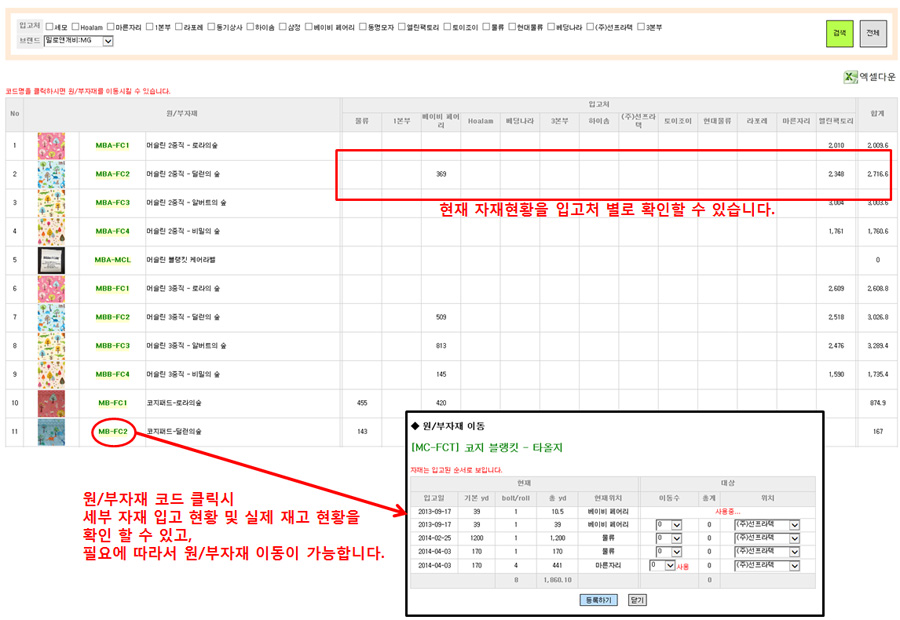 입고처 세모 Hoalam 마른자리 1본부 라포레 동기상사 하이솜 삼정 베이비 페어리 동명모자 열린팩토리 토이조이 물류 현대물류 베딩나라 (주)선프라텍 3본부
브랜드 밀로앤개비:MG
검색 전체
엑셀다운
코드명을 클릭하시면 원/부자재를 이동시킬 수 있습니다.
No 원/부자재 입고처 합계
물류 1본부 베이비 페어리 Hoalam 베딩나라 3본부 하이솜 (주)선프라텍 토이조이 현대물류 라포레 마른자리 열린팩토리
1 MBA-FC1 머슬린 2중직 - 로라의숲 2,010 2,009.6
2 MBA-FC2 머슬린 2중직 - 딜런의 숲 369 2,348 2,716.6
3 MBA-FC3 머슬린 2중직 - 알버트의 숲 3,004 3,003.6
현재 자재현황을 입고처 별로 확인할 수 있습니다.
4 MBA-FC4 머슬린 2중직 - 비밀의 숲 1,761 1,760.6
5 MBA-MCL 머슬린 블랭킷 케어라벨 0
6 MBB-FC1 머슬린 3중직 - 로라의 숲 2,609 2,608.8
7 MBB-FC2 머슬린 3중직 - 딜런의 숲 509 2,518 3,026.8
8 MBB-FC3 머슬린 3중직 - 알버트의 숲 813 2,476 3,289.4
9 MBB-FC4 머슬린 3중직 - 비밀의 숲 145 1,590 1,735.4
10 MB-FC1 코지패드-로라의숲 455 420 874.9
11 MB-FC2 코지패드-딜런의숲 143 167
원/부자재 코드 클릭시
세부 자재 입고 현황 및 실제 재고 현황을
확인 할 수 있고,
필요에 따라서 원/부자재 이동이 가능합니다.
◆ 원/부자재 이동
[MC-FCT] 코지 블랭킷 - 타올지
자재는 입고된 순서로 보입니다.
현재 대상
입고일 기본 yd bolt/roll 총 yd 현재위치 이동수 총계 위치
2013-09-17 39 1 10.5 베이비 페어리 사용중...
2013-09-17 39 1 39 베이비 페어리 0 0 (주)선프라텍
2014-02-25 1200 1 1,200 물류 0 0 (주)선프라텍
2014-04-03 170 1 170 물류 0 0 (주)선프라텍
2014-04-03 170 4 441 마른자리 0 사용 0 (주)선프라텍
8 1,860.10 0
등록하기 닫기